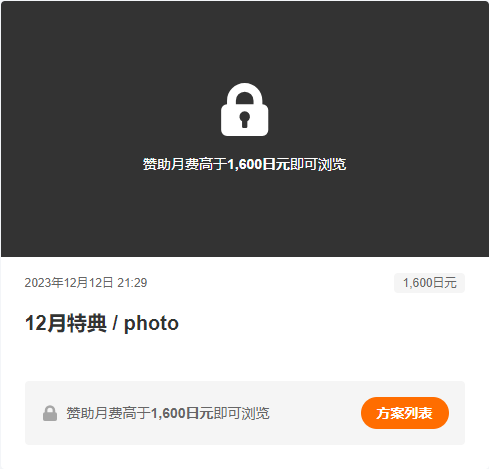 赞助月费高于1,600日元即可浏览
2023年12月12日 21:29
1,600日元
12月特典 / photo
赞助月费高于1,600日元即可浏览
方案列表